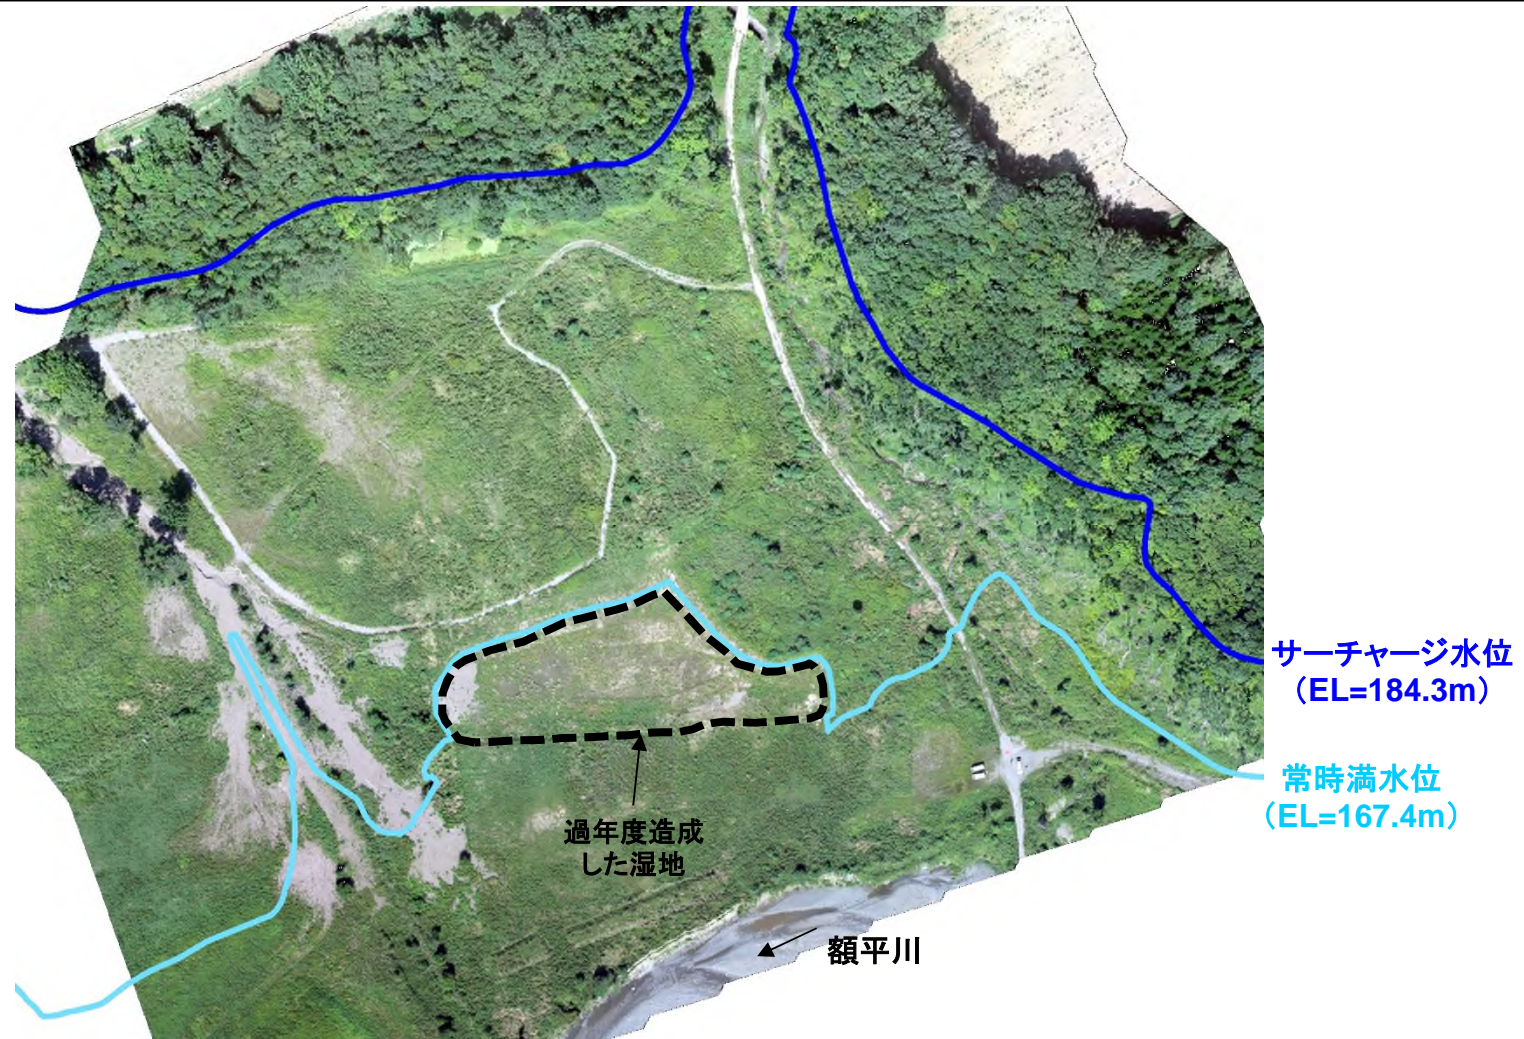 サーチャージ水位
（EL=184.3m）
常時満水位
（EL=167.4m）
過年度造成
した湿地
額平川